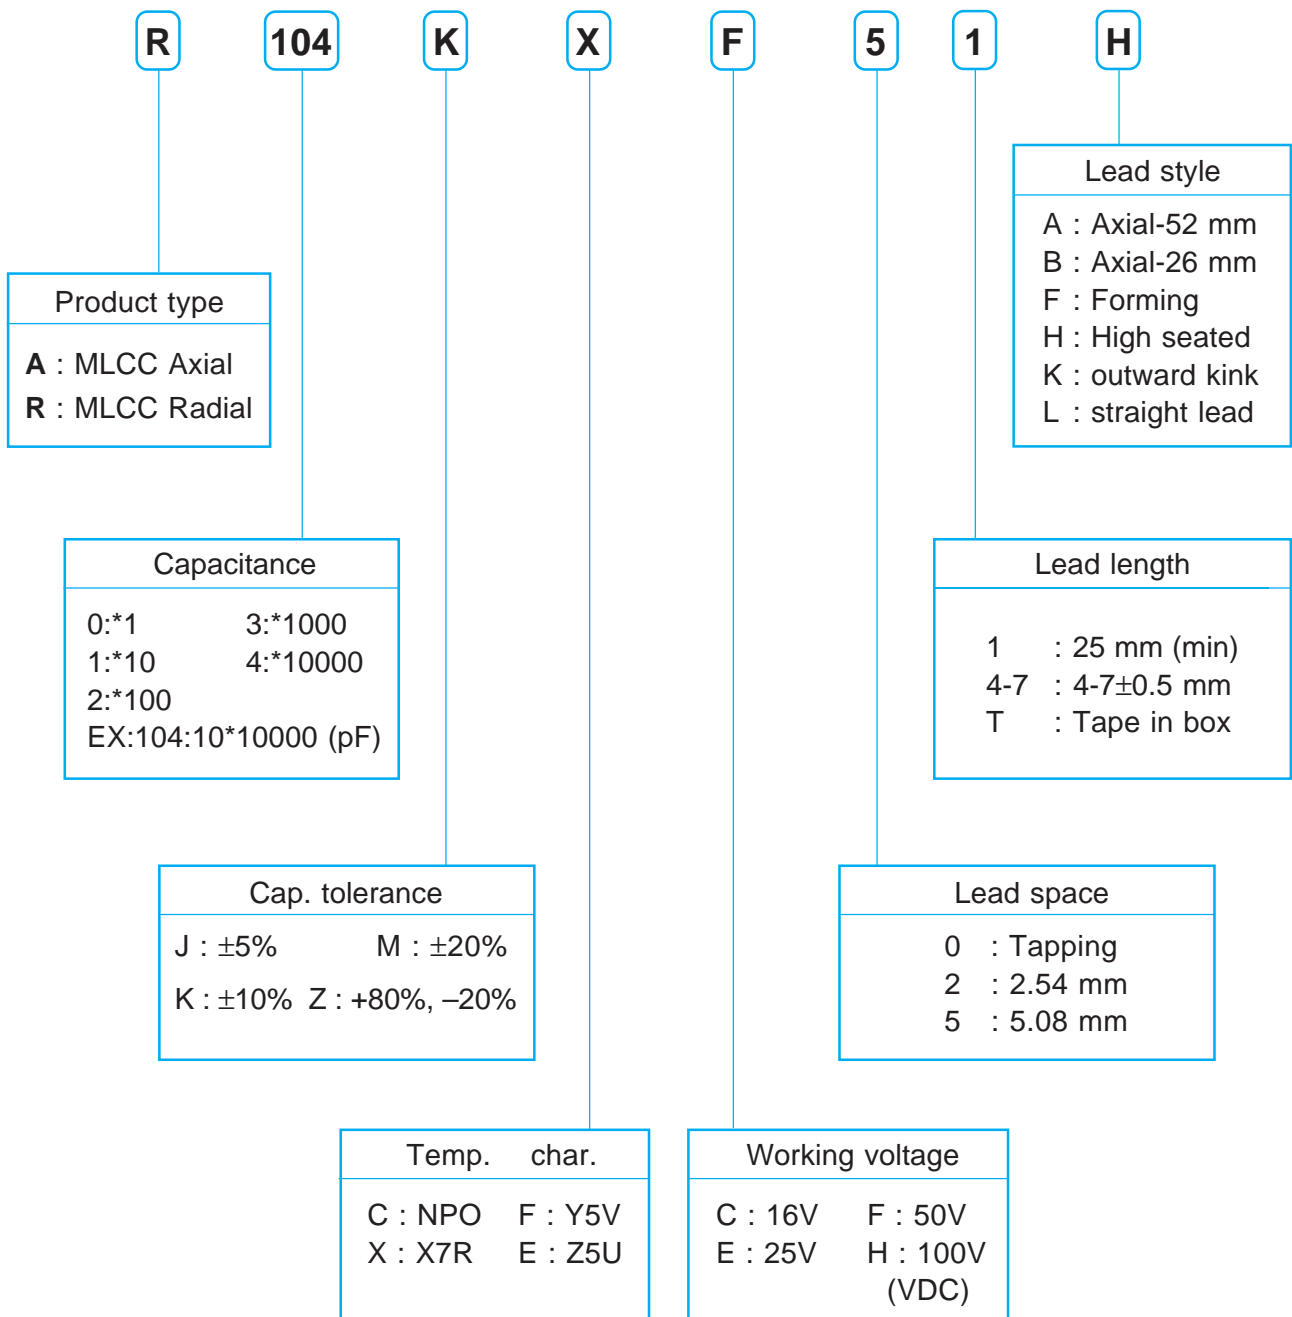 R 104 K X F 5 1 H
Lead style
A : Axial-52 mm
B : Axial-26 mm
F : Forming
H : High seated
K : outward kink
L : straight lead
Product type
A : MLCC Axial
R : MLCC Radial
Capacitance
0:*1 3:*1000
1:*10 4:*10000
2:*100
EX:104:10*10000 (pF)
Lead length
1 : 25 mm (min)
4-7 : 4-7±0.5 mm
T : Tape in box
Cap. tolerance
J : ±5% M : ±20%
K : ±10% Z : +80%, –20%
Lead space
0 : Tapping
2 : 2.54 mm
5 : 5.08 mm
Temp. char.
C : NPO F : Y5V
X : X7R E : Z5U
Working voltage
C : 16V F : 50V
E : 25V H : 100V
(VDC)